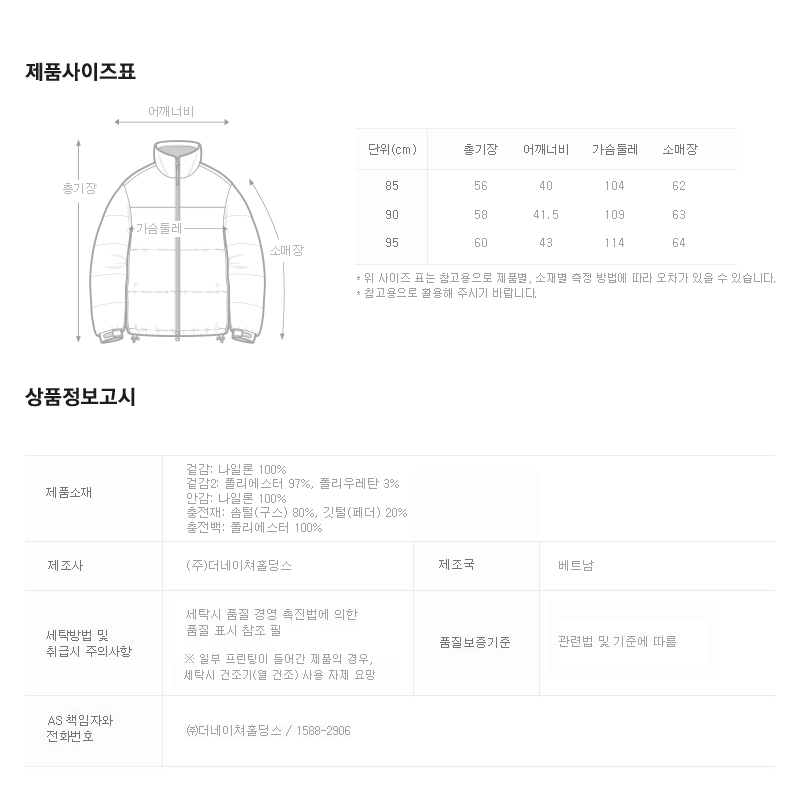 제품사이즈표
어깨너비
총기장
가슴둘레
소매장
단위(cm) 총기장 어깨너비 가슴둘레 소매장
85 56 40 104 62
90 58 41.5 109 63
95 60 43 114 64
* 위 사이즈 표는 참고용으로 제품별, 소재별 측정 방법에 따라 오차가 있을 수 있습니다.
* 참고용으로 활용해 주시기 바랍니다.
상품정보고시
제품소재
겉감: 나일론 100%
겉감2: 폴리에스터 97%, 폴리우레탄 3%
안감: 나일론 100%
충전재: 솜털(구스) 80%, 깃털(페더) 20%
충전백: 폴리에스터 100%
제조사 (주)더네이쳐홀딩스 제조국 베트남
세탁방법 및
취급시 주의사항
세탁시 품질 경영 촉진법에 의한
품질 표시 참조 필
※ 일부 프린팅이 들어간 제품의 경우,
세탁시 건조기(열 건조) 사용 자제 요망
품질보증기준 관련법 및 기준에 따름
AS 책임자와
전화번호
㈜더네이쳐홀딩스 / 1588-2906